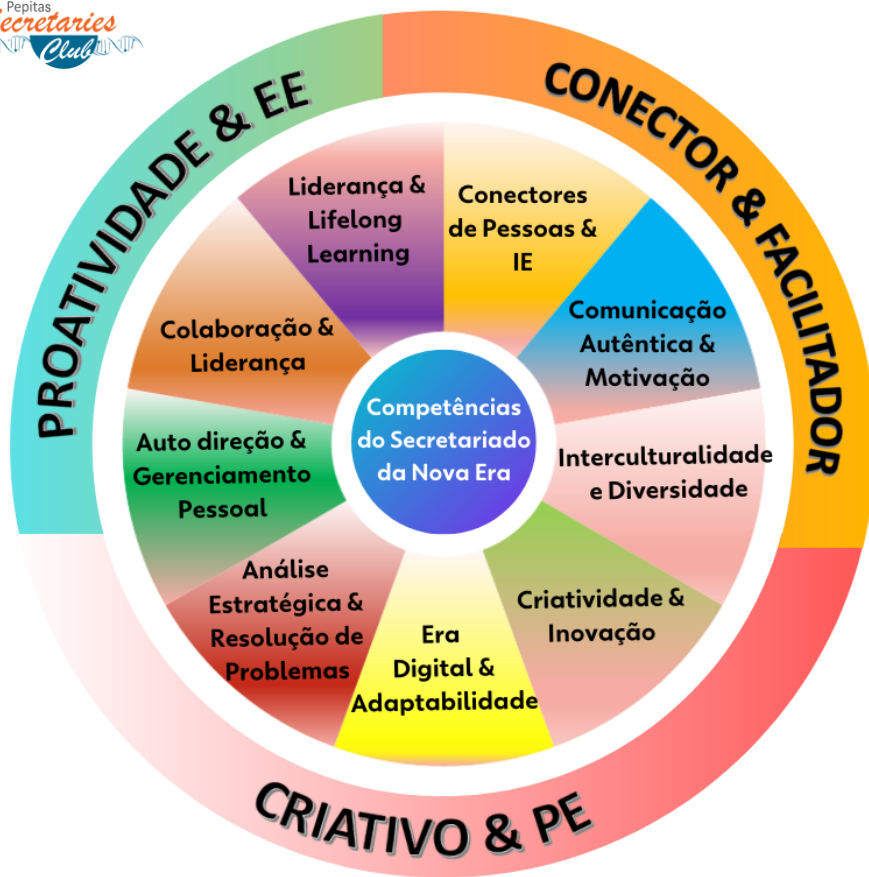 Pepitas
Secretaries
Club
PROATIVIDADE & EE
CONECTOR & FACILITADOR
CRIATIVO & PE
Liderança &
Lifelong
Learning
Conectores
de Pessoas &
IE
Comunicação
Autêntica &
Motivação
Interculturalidade
e Diversidade
Criatividade &
Inovação
Era
Digital &
Adaptabilidade
Análise
Estratégica &
Resolução de
Problemas
Auto direção &
Gerenciamento
Pessoal
Colaboração &
Liderança
Competências
do Secretariado
da Nova Era